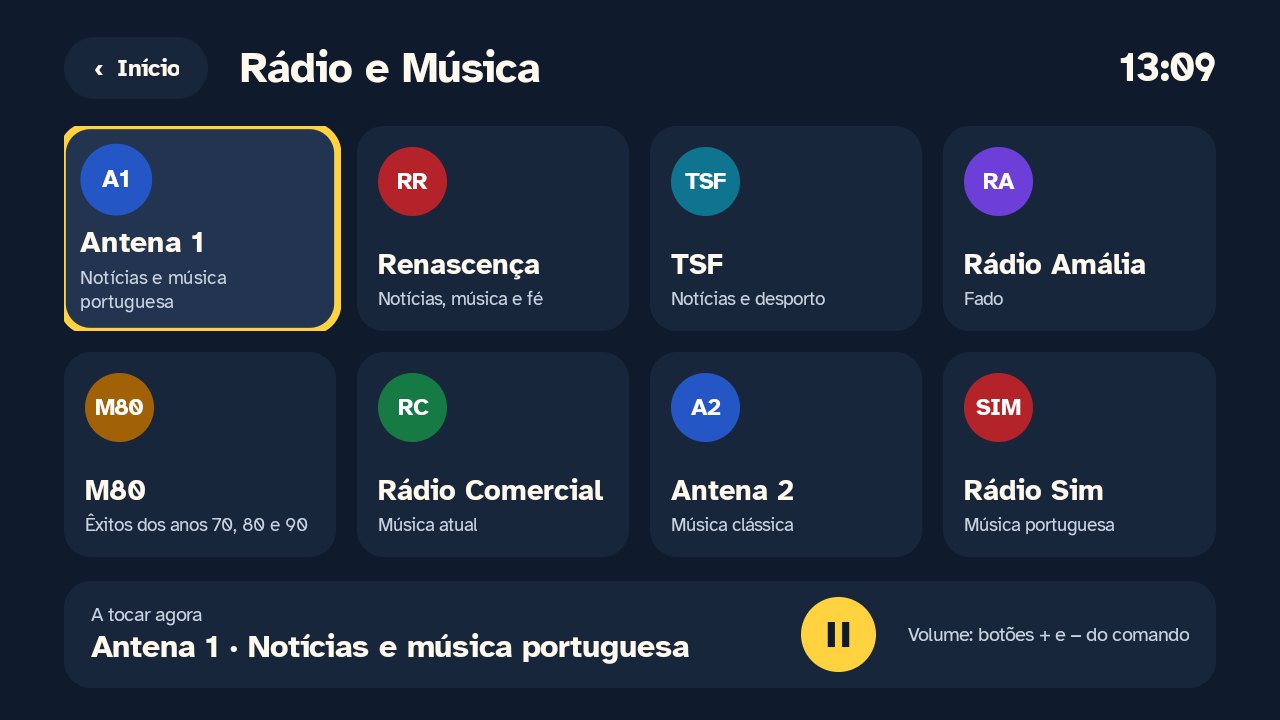 ‹ Início
Rádio e Música
13:09
A1
Antena 1
Notícias e música
portuguesa
RR
Renascença
Notícias, música e fé
TSF
TSF
Notícias e desporto
RA
Rádio Amália
Fado
M80
M80
Êxitos dos anos 70, 80 e 90
RC
Rádio Comercial
Música atual
A2
Antena 2
Música clássica
SIM
Rádio Sim
Música portuguesa
A tocar agora
Antena 1 · Notícias e música portuguesa
Volume: botões + e – do comando